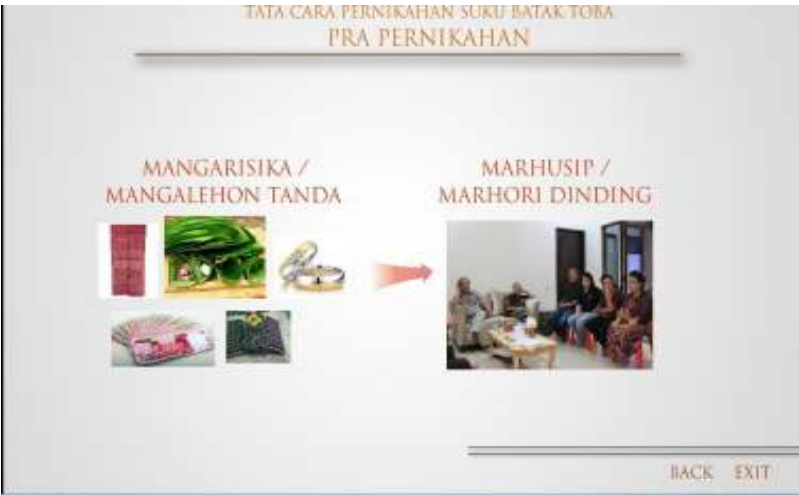 TATA CARA PERNIKAHAN SUKU BATAK TOBA
PRA PERNIKAHAN
MANGARISIKA /
MANGALEHON TANDA
MARHUSIP /
MARHORI DINDING
BACK EXIT